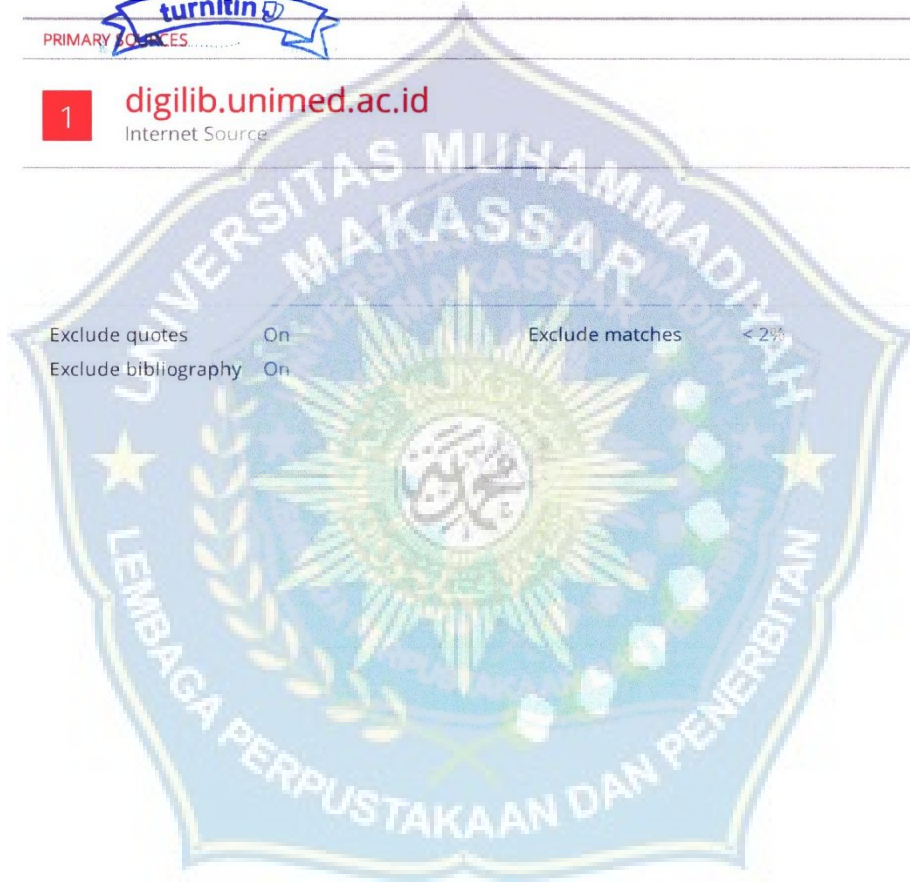 turnitin
PRIMARY SOURCES
1
digilib.unimed.ac.id
Internet Source
UNIVERSITAS MUHAMMADIYAH
MAKASSAR
Exclude quotes On
Exclude matches < 2%
Exclude bibliography On
محمد
LEMBAGA PERPUSTAKAAN DAN PENERBITAN